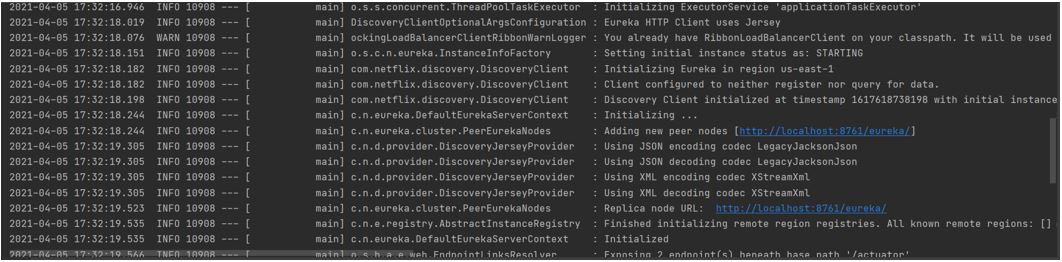 2021-04-05 17:32:16.946  INFO 10908 --- [           main] o.s.s.concurrent.ThreadPoolTaskExecutor  : Initializing ExecutorService 'applicationTaskExecutor'
2021-04-05 17:32:18.019  INFO 10908 --- [           main] DiscoveryClientOptionalArgsConfiguration : Eureka HTTP Client uses Jersey
2021-04-05 17:32:18.076  WARN 10908 --- [           main] ockingLoadBalancerClientRibbonWarnLogger : You already have RibbonLoadBalancerClient on your classpath. It will be used
2021-04-05 17:32:18.151  INFO 10908 --- [           main] o.s.c.n.eureka.InstanceInfoFactory       : Setting initial instance status as: STARTING
2021-04-05 17:32:18.182  INFO 10908 --- [           main] com.netflix.discovery.DiscoveryClient    : Initializing Eureka in region us-east-1
2021-04-05 17:32:18.182  INFO 10908 --- [           main] com.netflix.discovery.DiscoveryClient    : Client configured to neither register nor query for data.
2021-04-05 17:32:18.198  INFO 10908 --- [           main] com.netflix.discovery.DiscoveryClient    : Discovery Client initialized at timestamp 1617618738198 with initial instance
2021-04-05 17:32:18.244  INFO 10908 --- [           main] c.n.eureka.DefaultEurekaServerContext    : Initializing ...
2021-04-05 17:32:18.244  INFO 10908 --- [           main] c.n.eureka.cluster.PeerEurekaNodes       : Adding new peer nodes [http://localhost:8761/eureka/]
2021-04-05 17:32:19.305  INFO 10908 --- [           main] c.n.d.provider.DiscoveryJerseyProvider   : Using JSON encoding codec LegacyJacksonJson
2021-04-05 17:32:19.305  INFO 10908 --- [           main] c.n.d.provider.DiscoveryJerseyProvider   : Using JSON decoding codec LegacyJacksonJson
2021-04-05 17:32:19.305  INFO 10908 --- [           main] c.n.d.provider.DiscoveryJerseyProvider   : Using XML encoding codec XStreamXml
2021-04-05 17:32:19.305  INFO 10908 --- [           main] c.n.d.provider.DiscoveryJerseyProvider   : Using XML decoding codec XStreamXml
2021-04-05 17:32:19.523  INFO 10908 --- [           main] c.n.eureka.cluster.PeerEurekaNodes       : Replica node URL:  http://localhost:8761/eureka/
2021-04-05 17:32:19.535  INFO 10908 --- [           main] c.n.e.registry.AbstractInstanceRegistry  : Finished initializing remote region registries. All known remote regions: []
2021-04-05 17:32:19.535  INFO 10908 --- [           main] c.n.eureka.DefaultEurekaServerContext    : Initialized
2021-04-05 17:32:19.566  INFO 10908 --- [           main] o.s.b.a.e.web.EndpointLinksResolver      : Exposing 2 endpoint(s) beneath base path '/actuator'